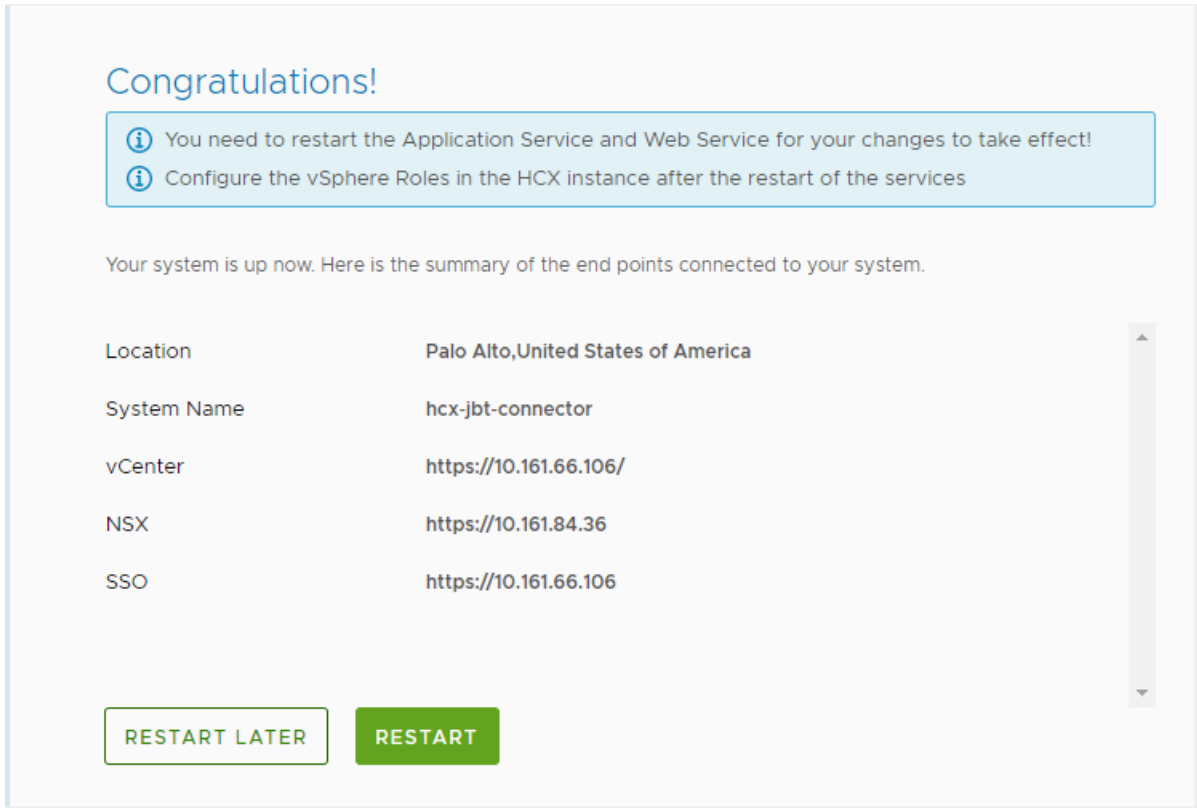 Congratulations!
You need to restart the Application Service and Web Service for your changes to take effect!
Configure the vSphere Roles in the HCX instance after the restart of the services
Your system is up now. Here is the summary of the end points connected to your system.
Location Palo Alto,United States of America
System Name hcx-jbt-connector
vCenter https://10.161.66.106/
NSX https://10.161.84.36
SSO https://10.161.66.106
RESTART LATER RESTART